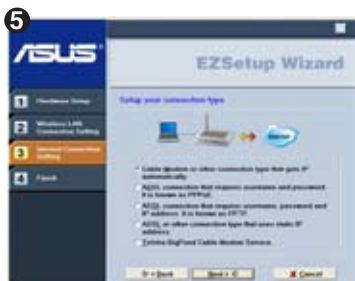 5
ASUS
EZSetup Wizard
Setup your connection type
1 Hardware Setup
2 Wireless LAN
Connection Setting
3 Internet Connection
Setting
4 Finish
Cable Modem or other connection type that gets IP
automatically.
ADSL connection that requires username and password.
It is known as PPPoE.
ADSL connection that requires username, password and
IP address. It is known as PPTP.
ADSL or other connection type that uses static IP
address.
Telstra BigPond Cable Modem Service.
Back
Next
Cancel